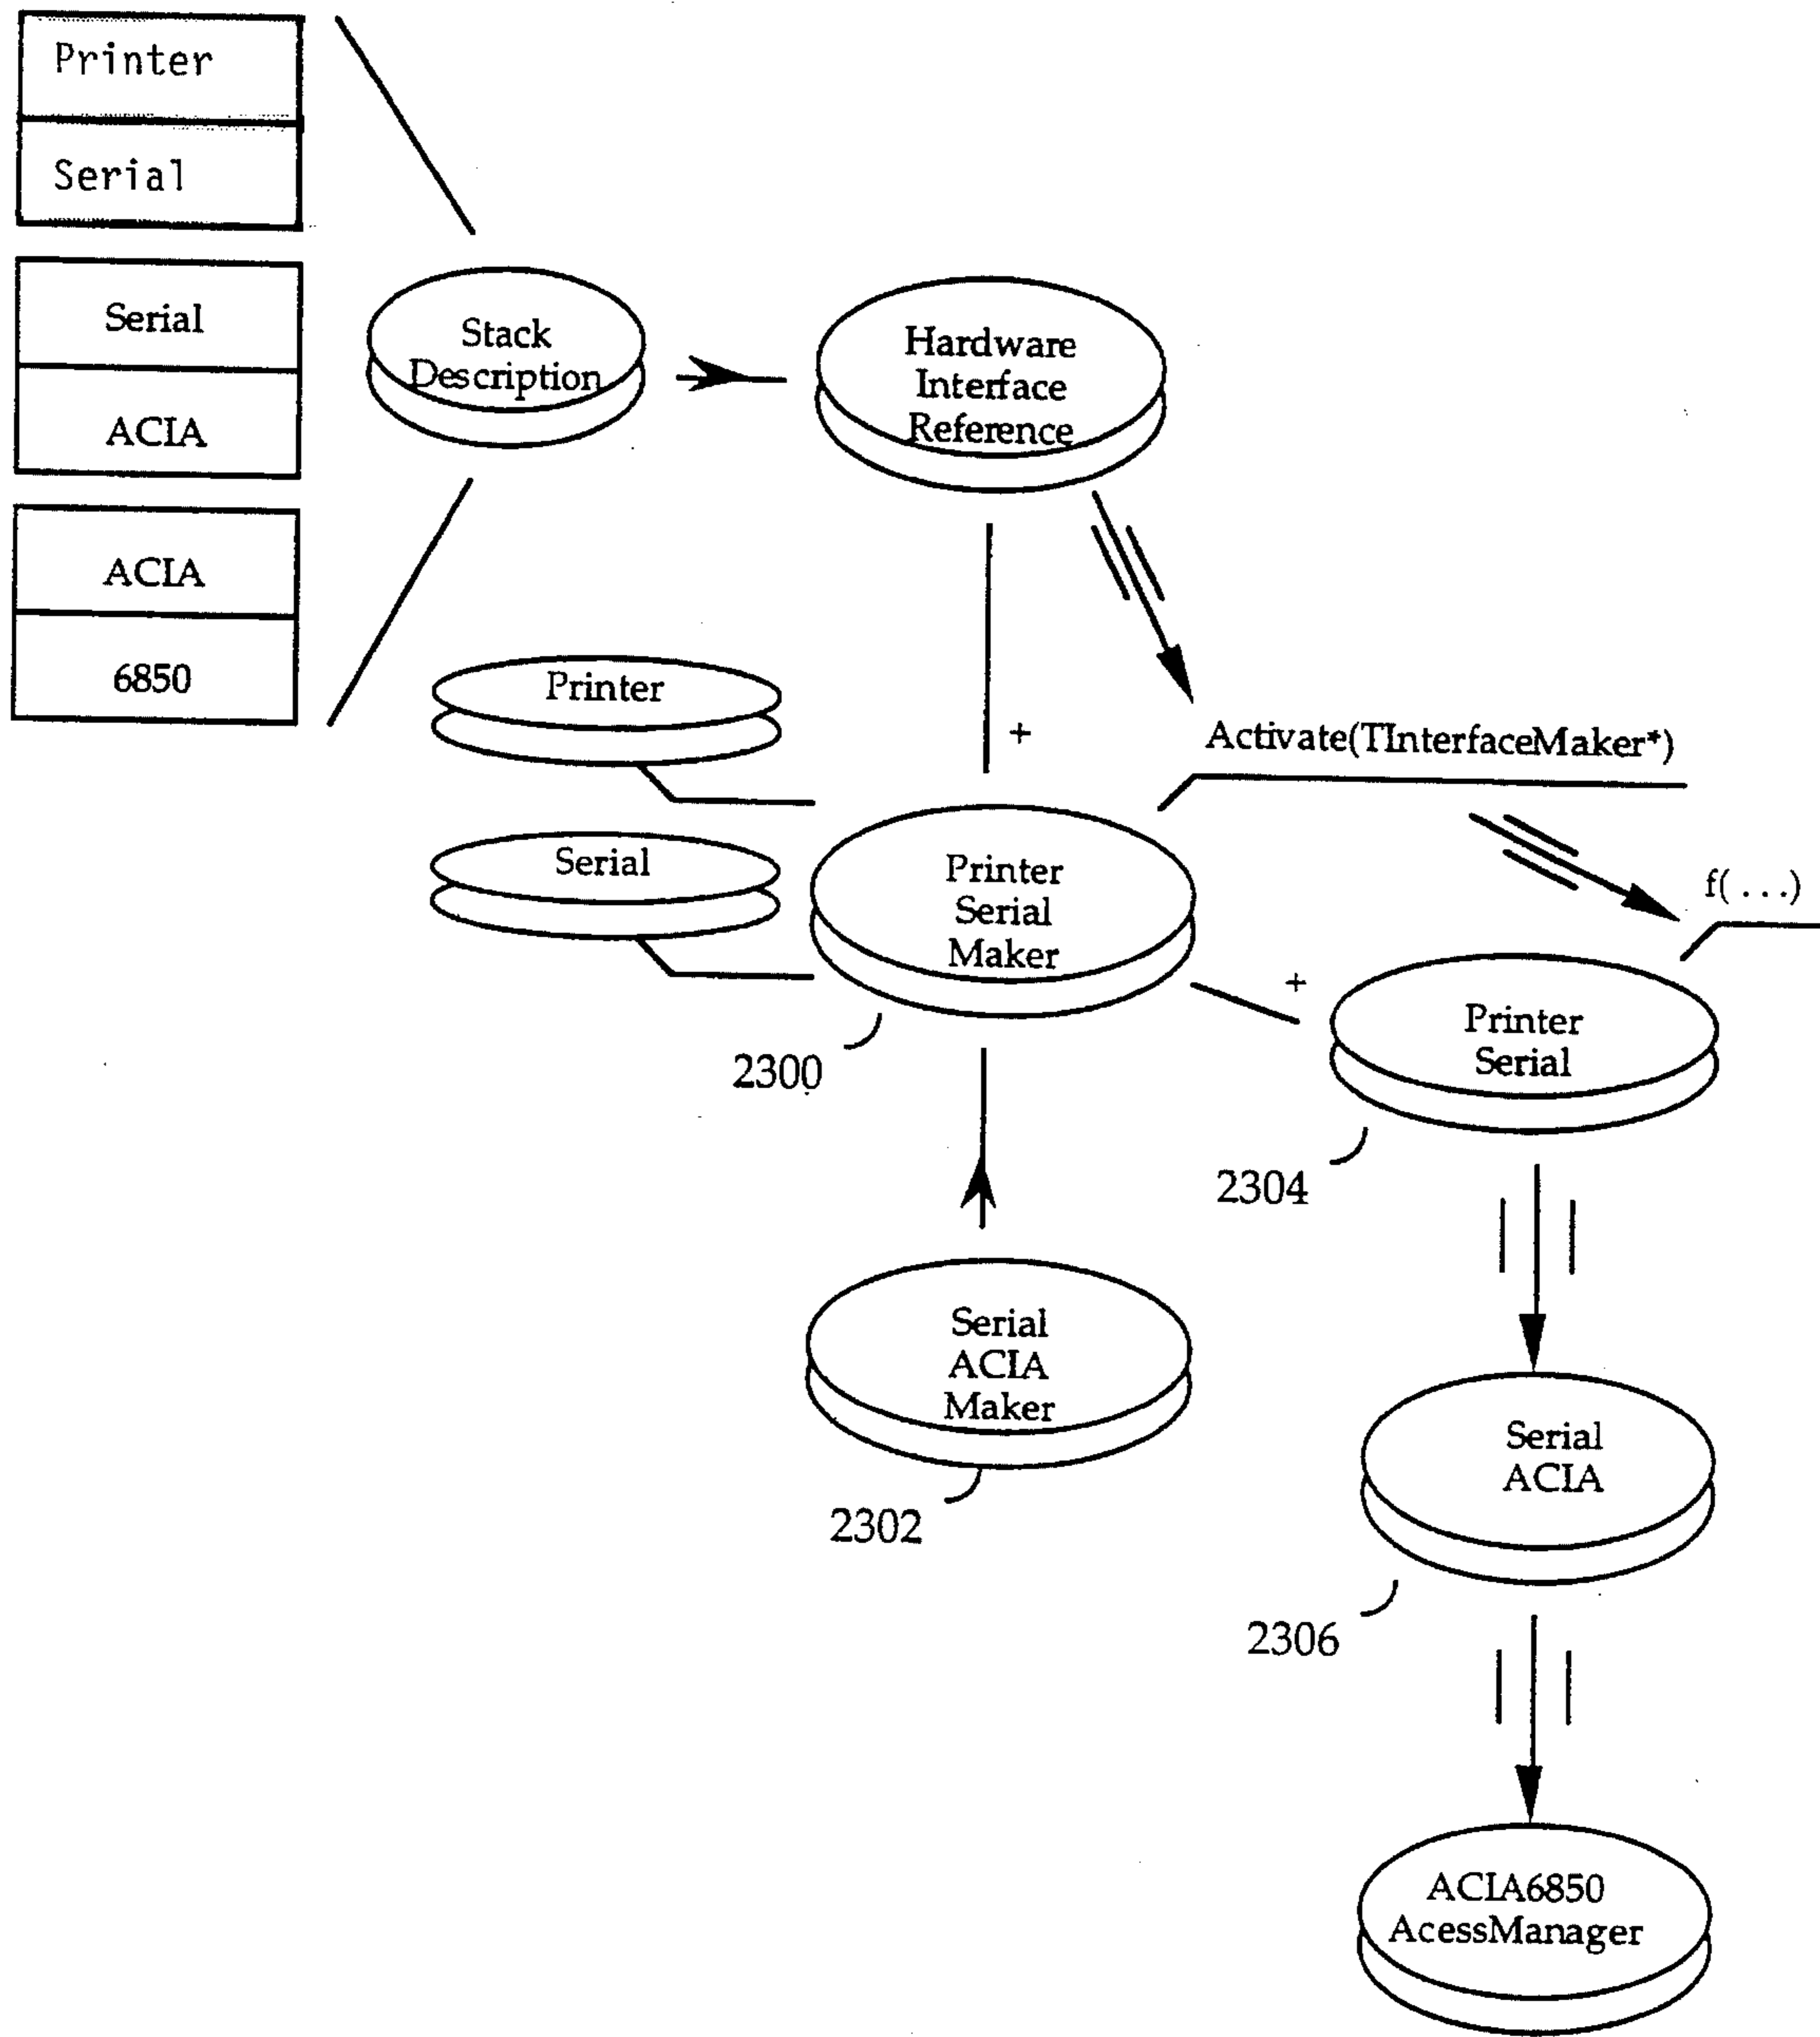 Printer
Serial
Serial
ACIA
ACIA
6850
Stack
Description
Hardware
Interface
Reference
Printer
+
Activate(TInterfaceMaker*)
Serial
Printer
Serial
Maker
f( ...)
+
2300
Printer
Serial
2304
Serial
ACIA
Maker
2302
Serial
ACIA
2306
ACIA6850
AcessManager